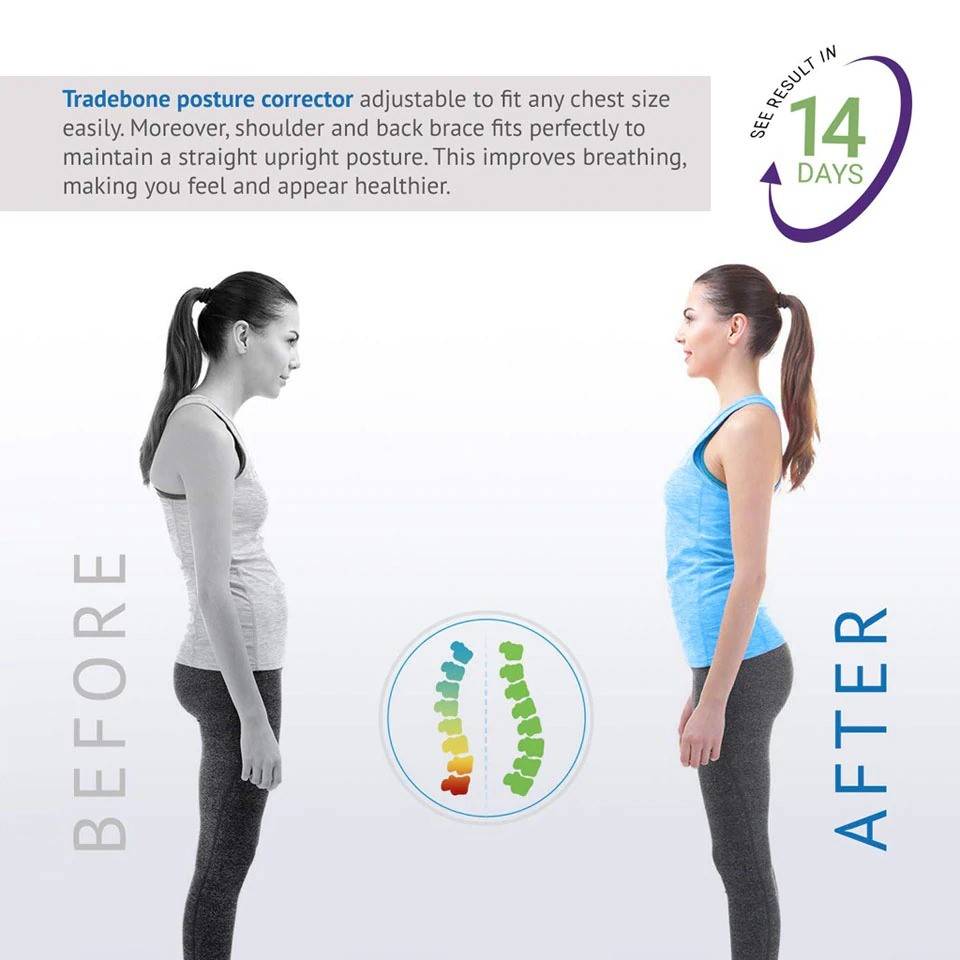 Tradebone posture corrector adjustable to fit any chest size
easily. Moreover, shoulder and back brace fits perfectly to
maintain a straight upright posture. This improves breathing,
making you feel and appear healthier.
SEE RESULT IN
14
DAYS
BEFORE
AFTER